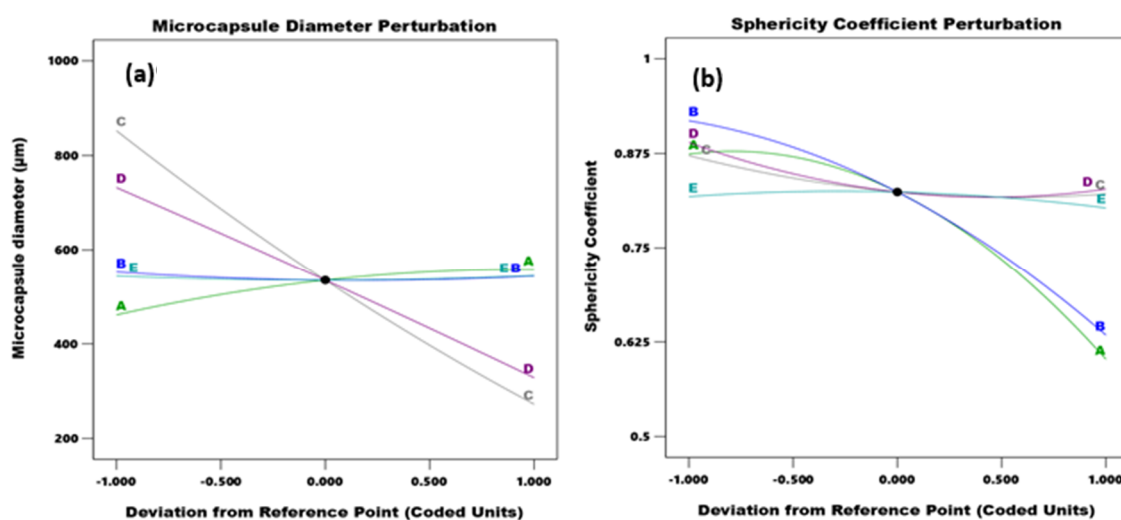 Microcapsule Diameter Perturbation
(a)
Microcapsule diameter (µm)
1000
800
600
400
200
C
D
B E
A
E B A
D
C
-1.000 -0.500 0.000 0.500 1.000
Deviation from Reference Point (Coded Units)
Sphericity Coefficient Perturbation
(b)
Sphericity Coefficient
1
0.875
0.75
0.625
0.5
B
D
A C
E
D C
E
B
A
-1.000 -0.500 0.000 0.500 1.000
Deviation from Reference Point (Coded Units)